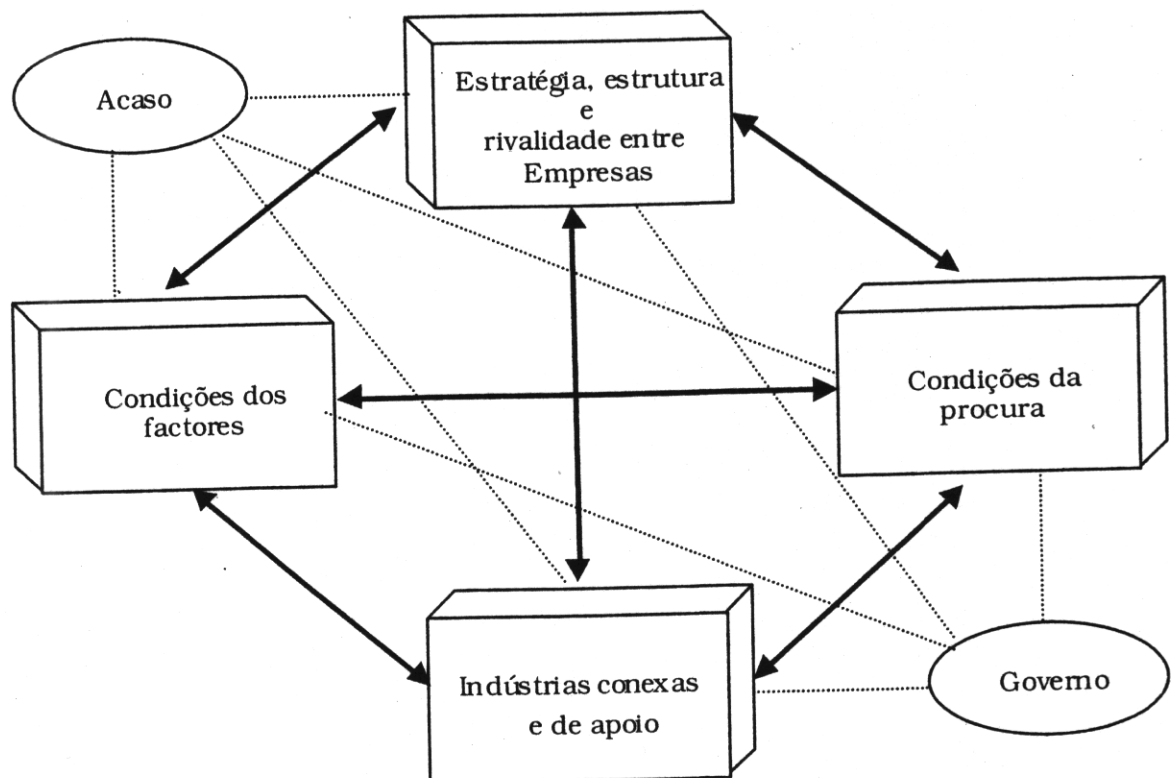 Acaso
Estratégia, estrutura
e
rivalidade entre
Empresas
Condições dos
factores
Condições da
procura
Indústrias conexas
e de apoio
Governo